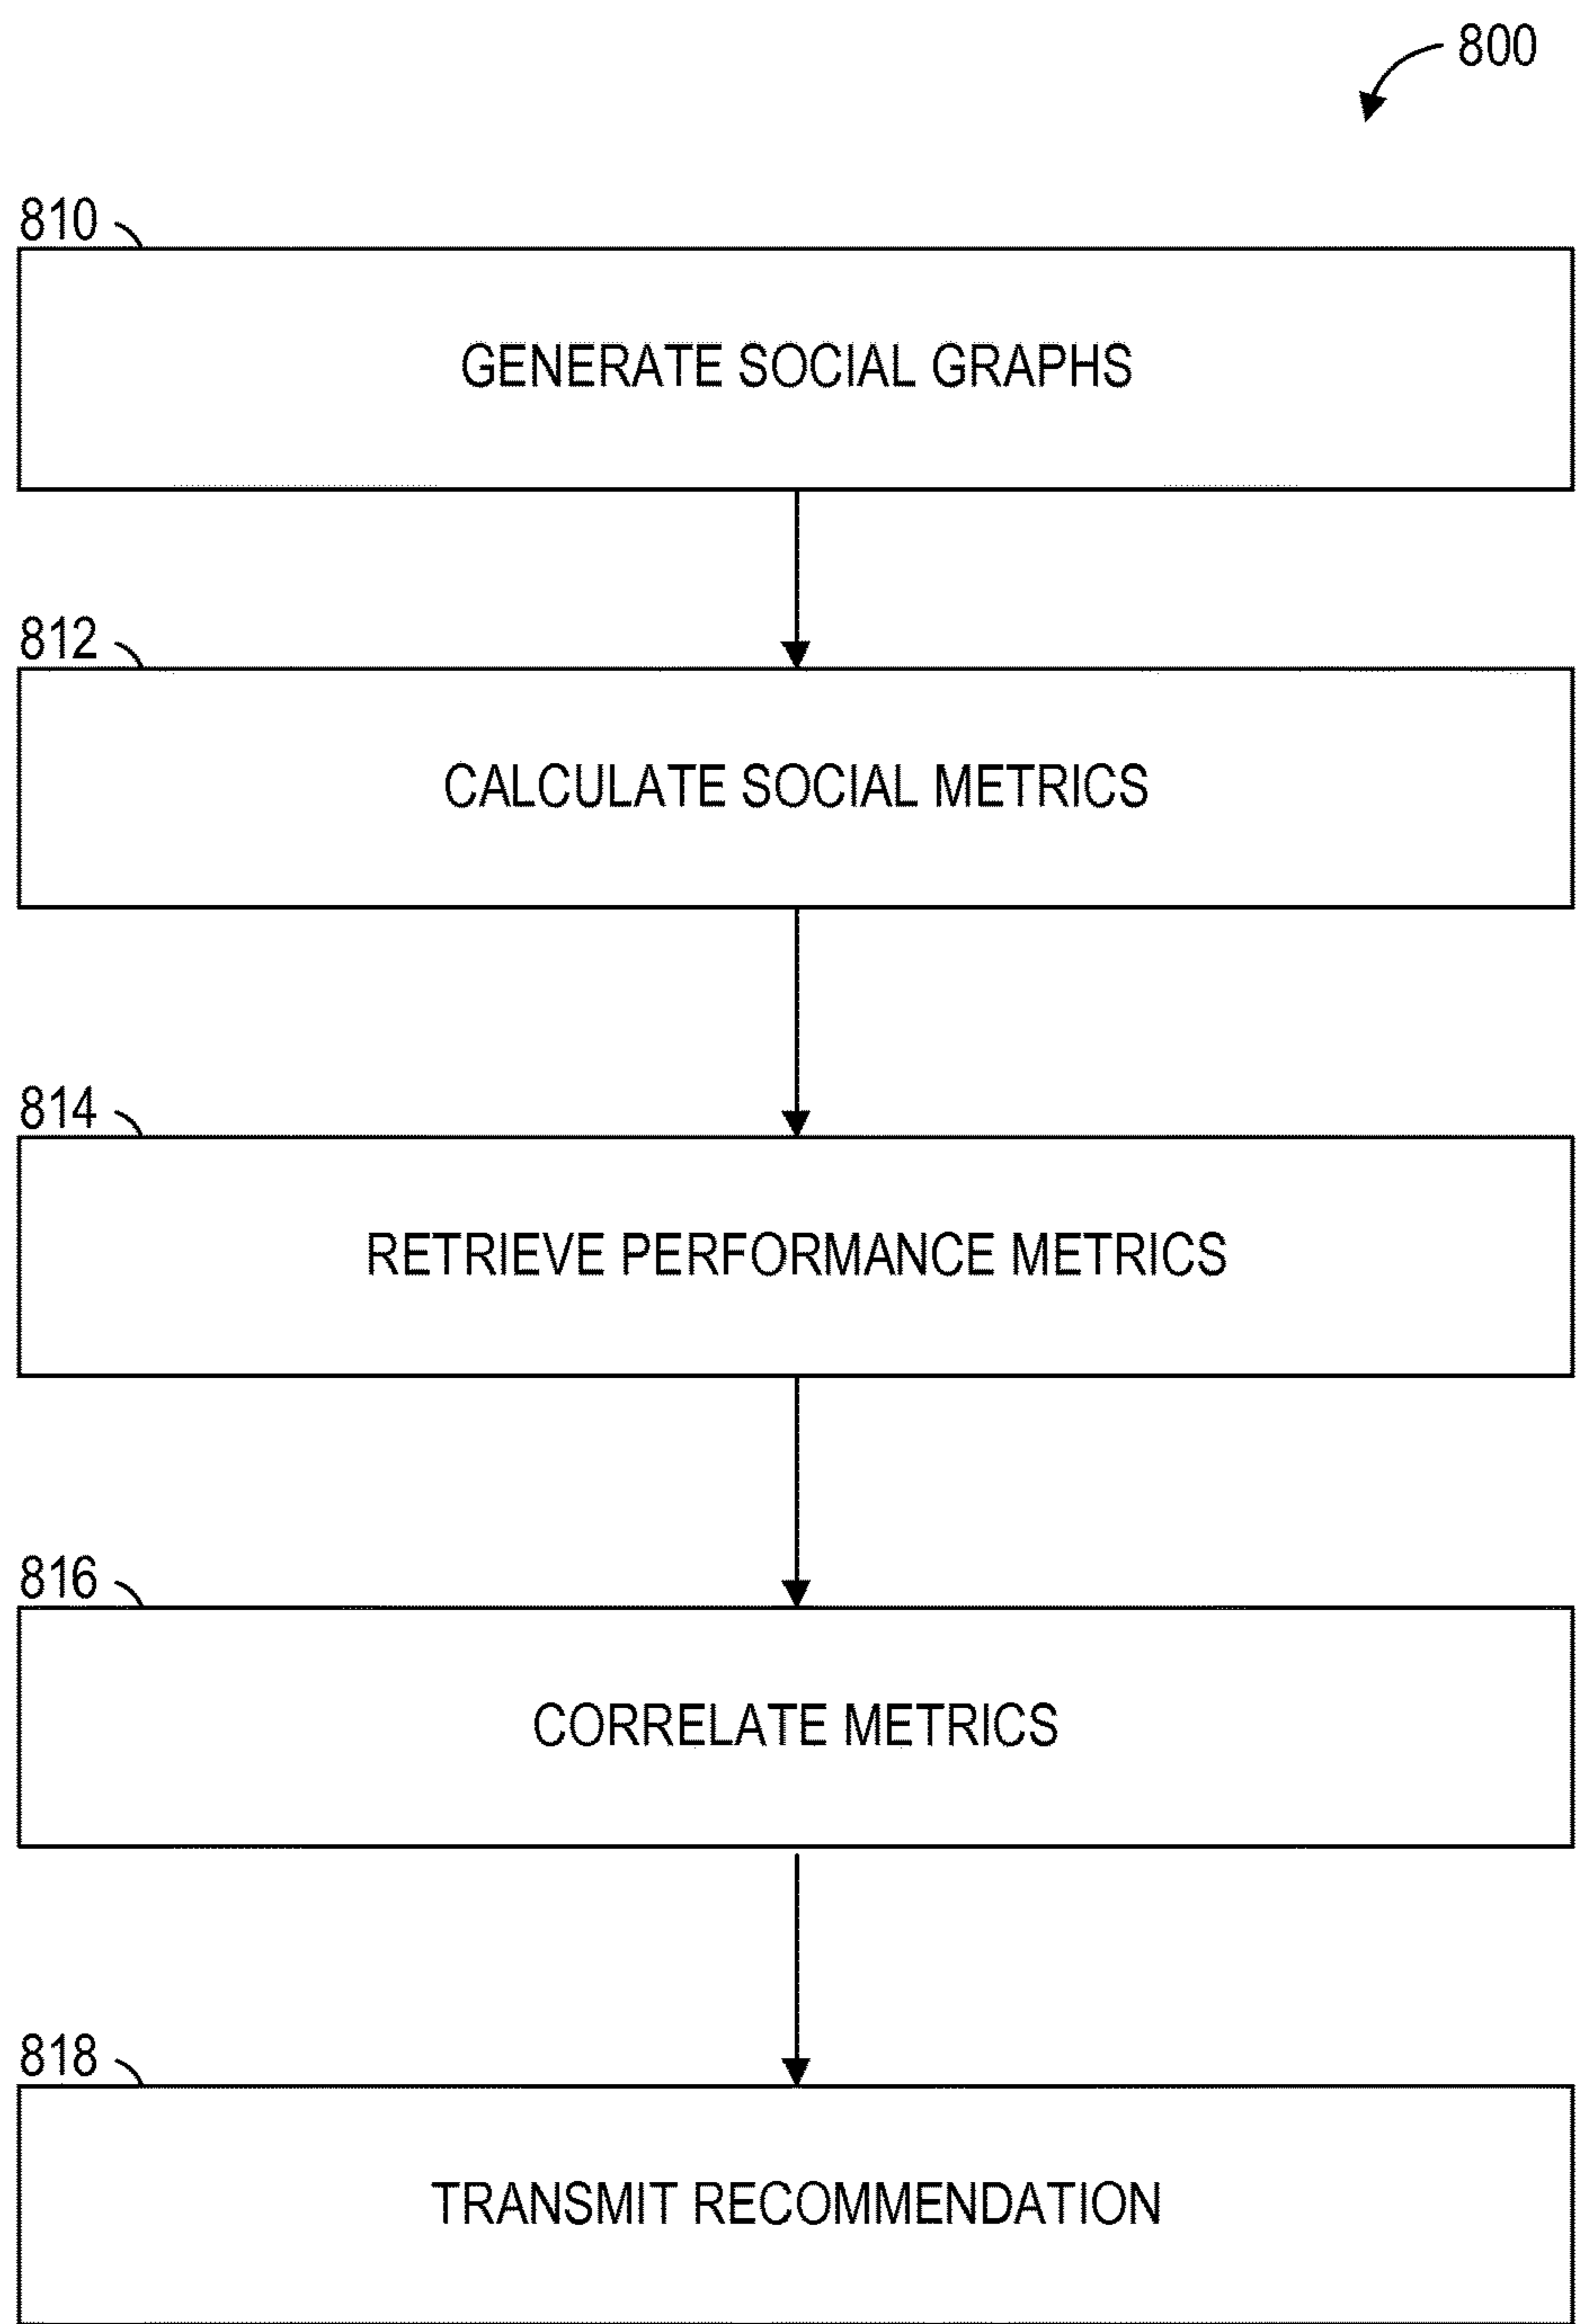 800
810
GENERATE SOCIAL GRAPHS
812
CALCULATE SOCIAL METRICS
814
RETRIEVE PERFORMANCE METRICS
816
CORRELATE METRICS
818
TRANSMIT RECOMMENDATION